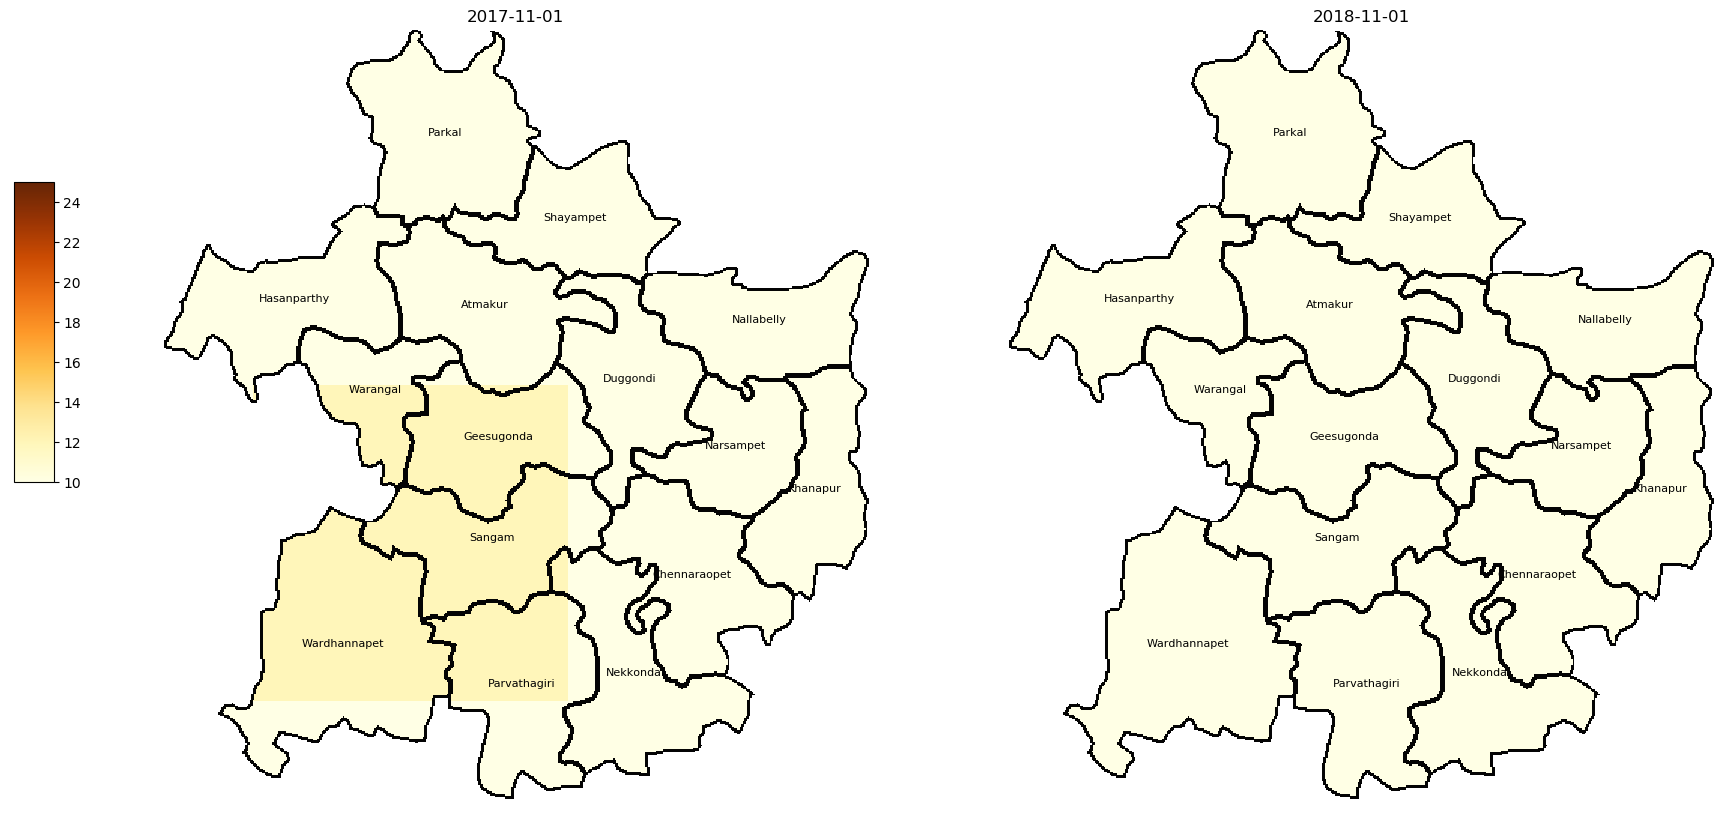 2017-11-01
2018-11-01
24
22
20
18
16
14
12
10
Parkal
Shayampet
Hasanparthy
Atmakur
Nallabelly
Warangal
Duggondi
Geesugonda
Narsampet
Khanapur
Sangam
Chennaraopet
Wardhannapet
Nekkonda
Parvathagiri
Parkal
Shayampet
Hasanparthy
Atmakur
Nallabelly
Warangal
Duggondi
Geesugonda
Narsampet
Khanapur
Sangam
Chennaraopet
Wardhannapet
Nekkonda
Parvathagiri